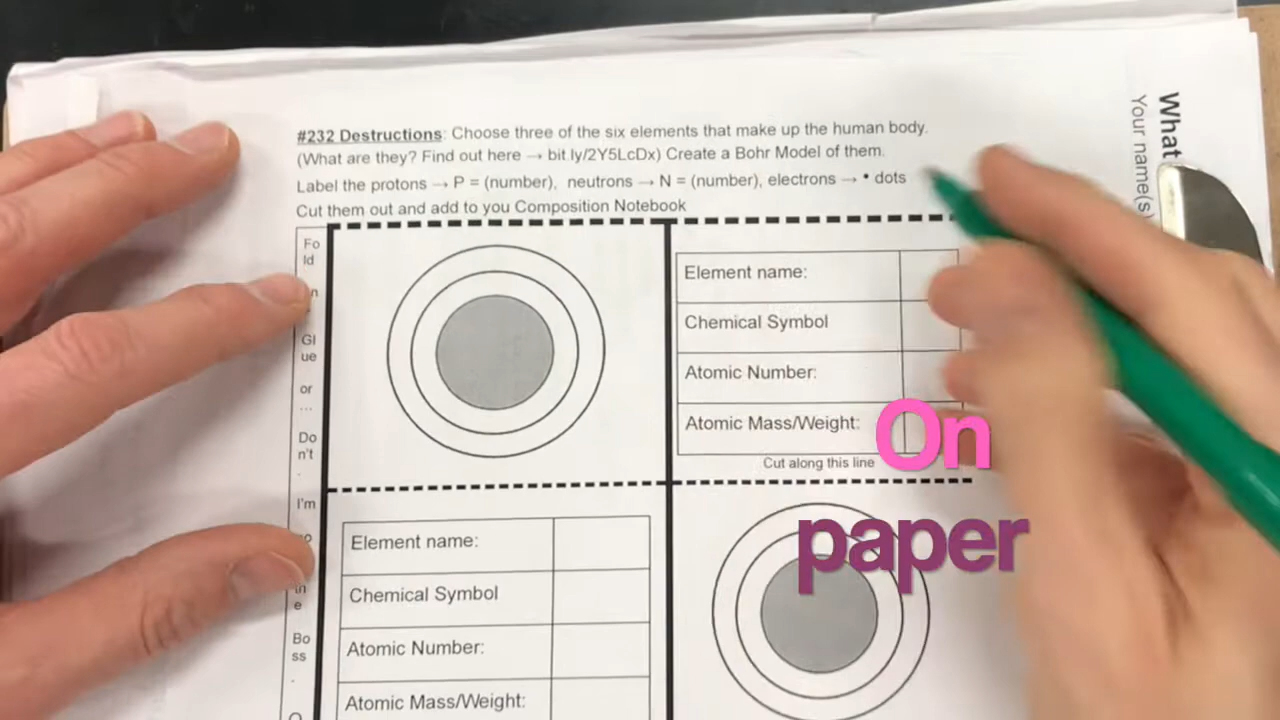 #232 Destructions: Choose three of the six elements that make up the human body.
(What are they? Find out here → bit.ly/2Y5LcDx) Create a Bohr Model of them.
Label the protons → P = (number), neutrons → N = (number), electrons → • dots
Cut them out and add to you Composition Notebook
What
Your name(s)
Fo
ld
n
Gl
ue
or
...
Do
n't
.
I'm
e
Bo
ss
.
Element name:
Chemical Symbol
Atomic Number:
Atomic Mass/Weight:
Cut along this line
On
paper
Element name:
Chemical Symbol
Atomic Number:
Atomic Mass/Weight: